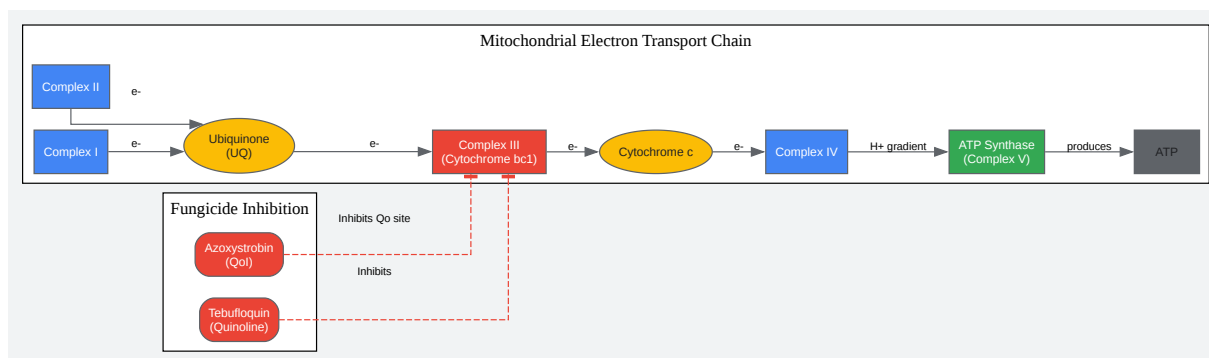 Mitochondrial Electron Transport Chain
Complex II
e-
Complex I
e-
Ubiquinone
(UQ)
e-
Complex III
(Cytochrome bc1)
e-
Cytochrome c
e-
Complex IV
H+ gradient
ATP Synthase
(Complex V)
produces
ATP
Fungicide Inhibition
Inhibits Qo site
Azoxystrobin
(QoI)
Inhibits
Tebufloquin
(Quinoline)